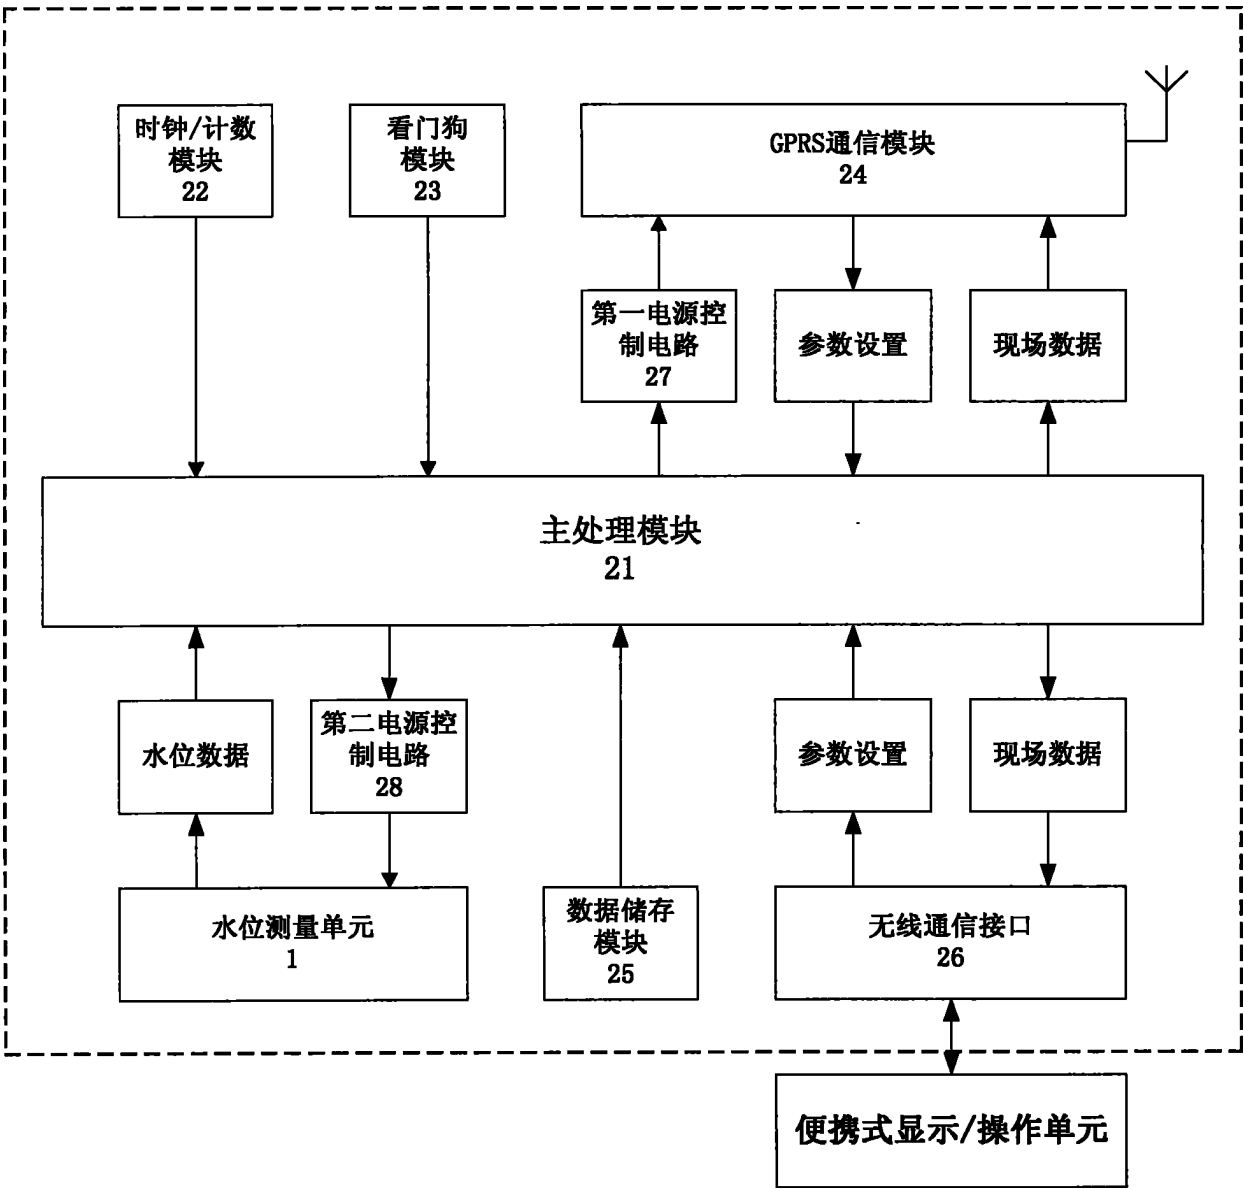 时钟/计数
模块
22
看门狗
模块
23
GPRS通信模块
24
第一电源控
制电路
27
参数设置
现场数据
主处理模块
21
水位数据
第二电源控
制电路
28
参数设置
现场数据
水位测量单元
1
数据储存
模块
25
无线通信接口
26
便携式显示/操作单元